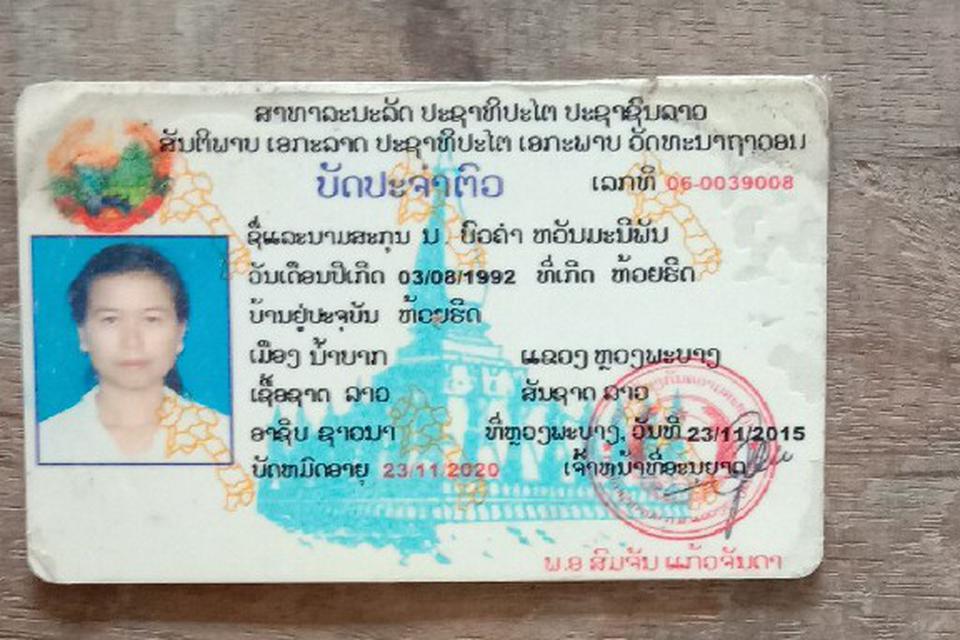 ສາທາລະນະລັດ ປະຊາທິປະໄຕ ປະຊາຊົນລາວ
ສັນຕິພາບ ເອກະລາດ ປະຊາທິປະໄຕ ເອກະພາບ ວັດທະນາຖາວອນ
ບັດປະຈຳຕົວ ເລກທີ 06-0039008
ຊື່ແລະນາມສະກຸນ ນ. ບົວຄຳ ຫວັນມະນີພັນ
ວັນເດືອນປີເກີດ 03/08/1992 ທີ່ເກີດ ຫ້ວຍຮິດ
ບ້ານຢູ່ປະຈຸບັນ ຫ້ວຍຮິດ
ເມືອງ ນ້ຳບາກ ແຂວງ ຫຼວງພະບາງ
ເຊື້ອຊາດ ລາວ ສັນຊາດ ລາວ
ອາຊີບ ຊາວນາ ທີ່ຫຼວງພະບາງ, ວັນທີ 23/11/2015
ບັດຫມົດອາຍຸ 23/11/2020 ເຈົ້າຫນ້າທີ່ອະນຸຍາດ
ພ.ອ ສົມຈັນ ແກ້ວຈັນດາ